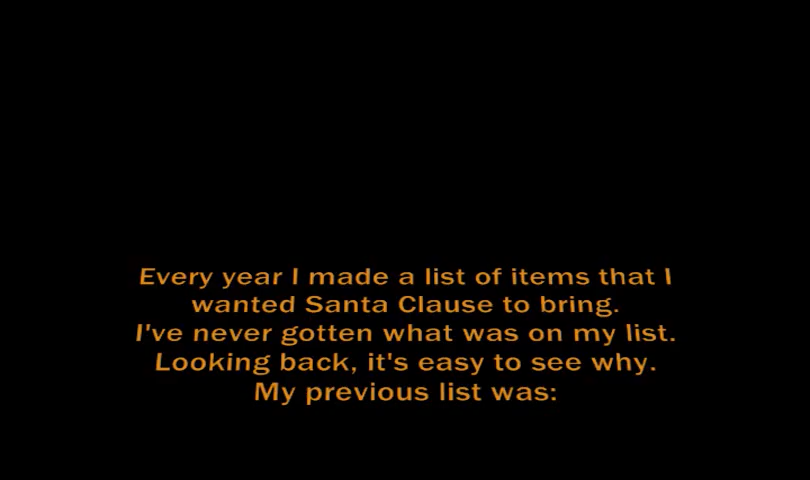 Every year I made a list of items that I
wanted Santa Clause to bring.
I've never gotten what was on my list.
Looking back, it's easy to see why.
My previous list was: